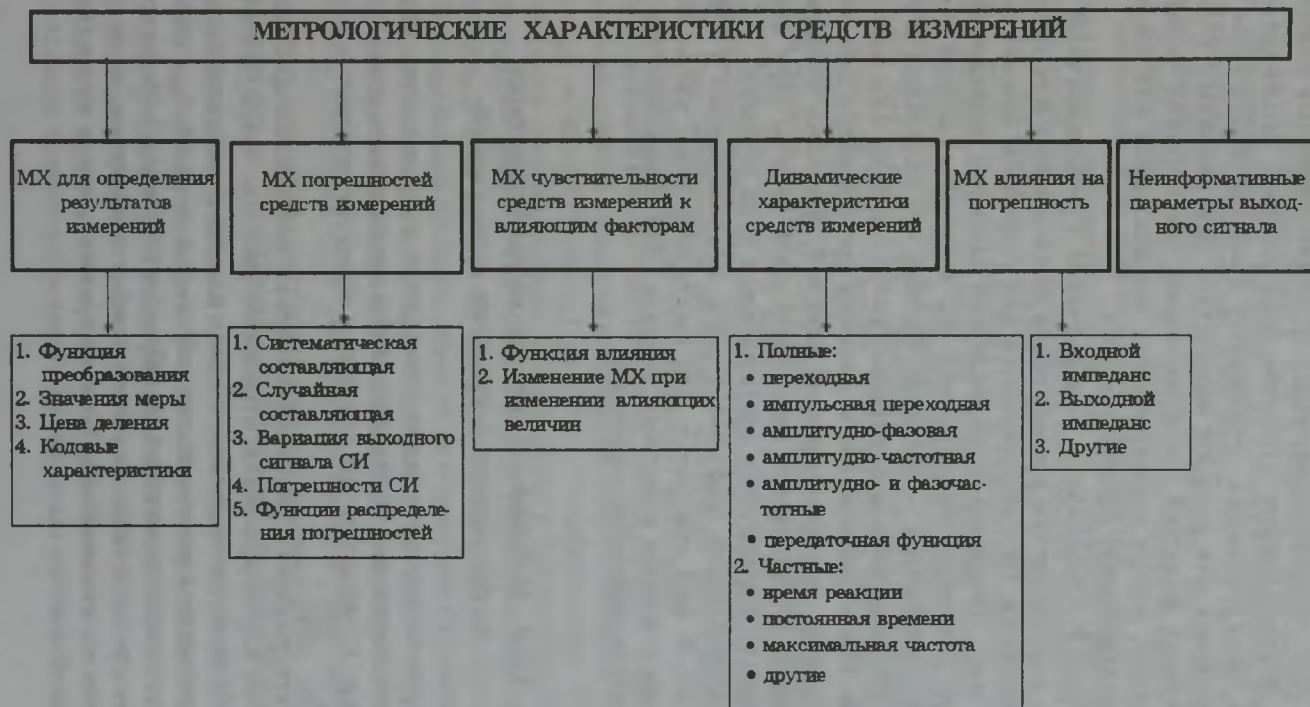 МЕТРОЛОГИЧЕСКИЕ ХАРАКТЕРИСТИКИ СРЕДСТВ ИЗМЕРЕНИЙ
МХ для определения
результатов
измерений
МХ погрешностей
средств измерений
МХ чувствительности
средств измерений к
влияющим факторам
Динамические
характеристики
средств измерений
МХ влияния на
погрешность
Неинформативные
параметры выход-
ного сигнала
1. Функция
преобразования
2. Значения меры
3. Цена деления
4. Кодовые
характеристики
1. Систематическая
составляющая
2. Случайная
составляющая
3. Вариация выходного
сигнала СИ
4. Погрешности СИ
5. Функции распределе-
ния погрешностей
1. Функция влияния
2. Изменение МХ при
изменении влияющих
величин
1. Полные:
• переходная
• импульсная переходная
• амплитудно-фазовая
• амплитудно-частотная
• амплитудно- и фазочас-
тотные
• передаточная функция
2. Частные:
• время реакции
• постоянная времени
• максимальная частота
• другие
1. Входной
импеданс
2. Выходной
импеданс
3. Другие